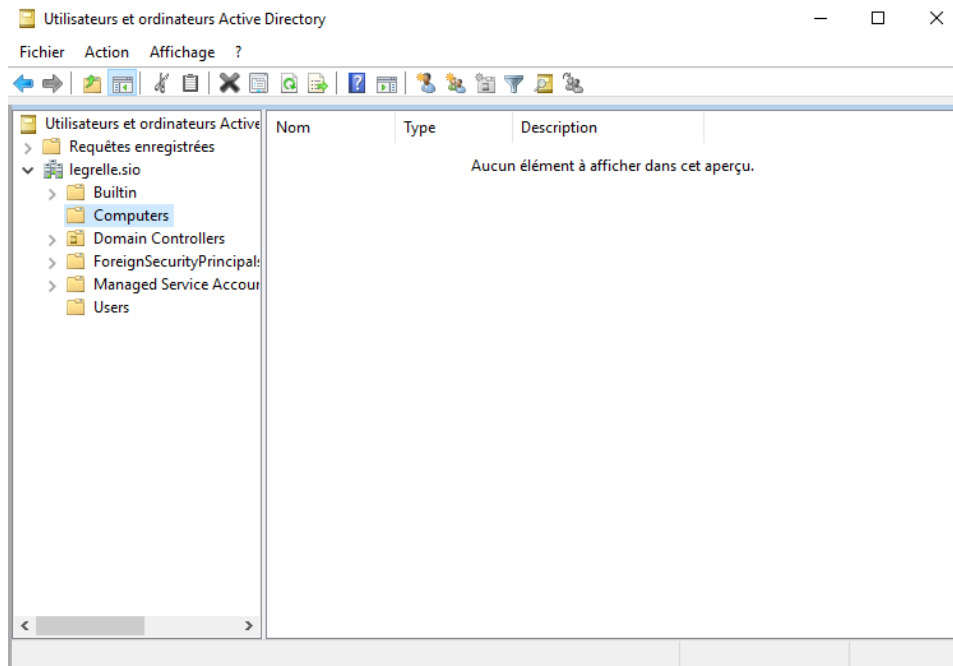 Utilisateurs et ordinateurs Active Directory
Fichier Action Affichage ?
Utilisateurs et ordinateurs Active
Requêtes enregistrées
legrelle.sio
Builtin
Computers
Domain Controllers
ForeignSecurityPrincipals
Managed Service Accour
Users
Nom Type Description
Aucun élément à afficher dans cet aperçu.